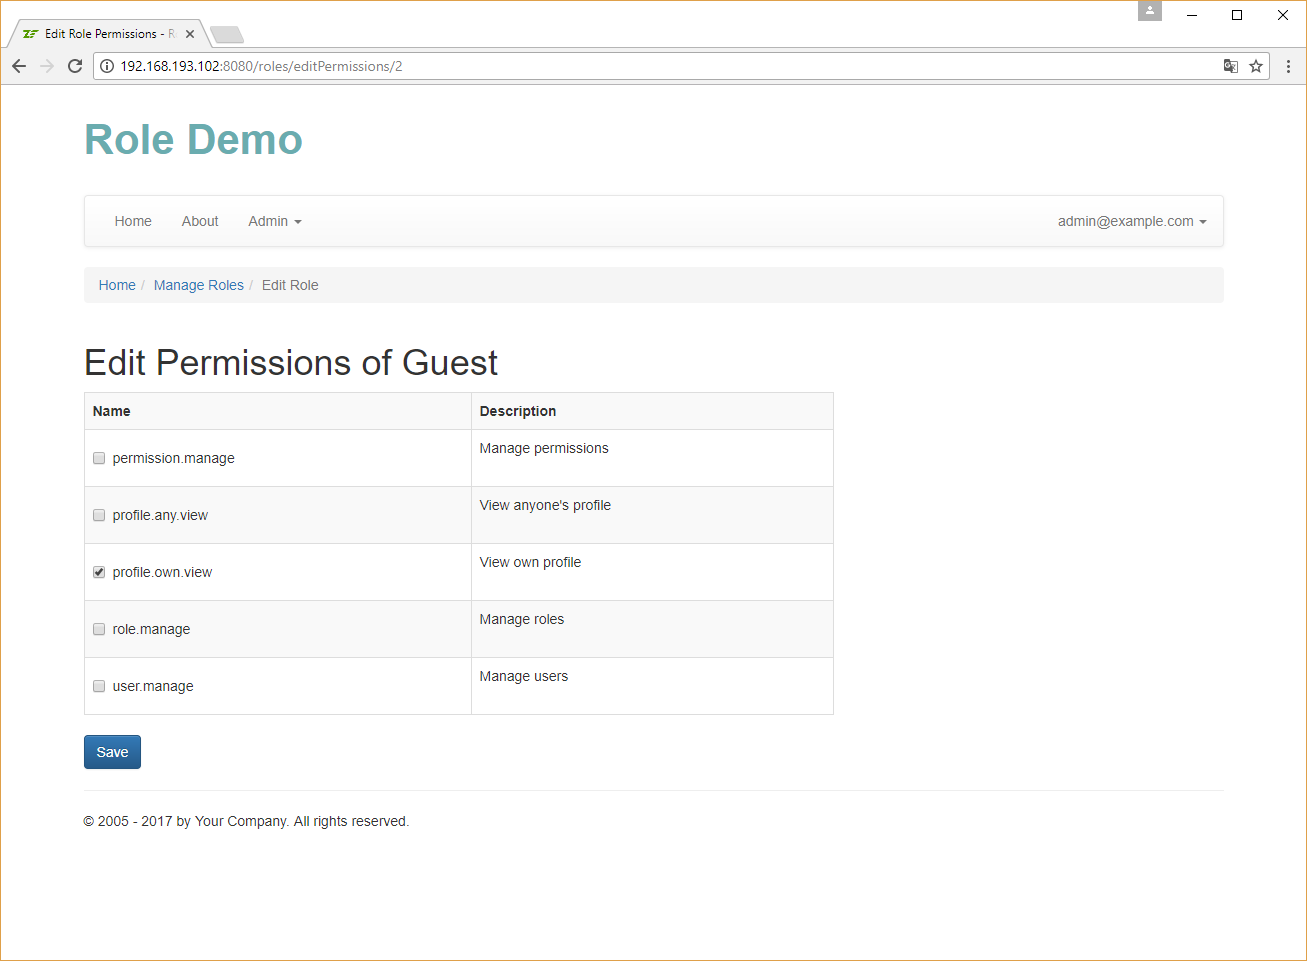 Edit Role Permissions - R
192.168.193.102:8080/roles/editPermissions/2
Role Demo
Home About Admin admin@example.com
Home / Manage Roles / Edit Role
Edit Permissions of Guest
Name Description
permission.manage Manage permissions
profile.any.view View anyone's profile
profile.own.view View own profile
role.manage Manage roles
user.manage Manage users
Save
© 2005 - 2017 by Your Company. All rights reserved.